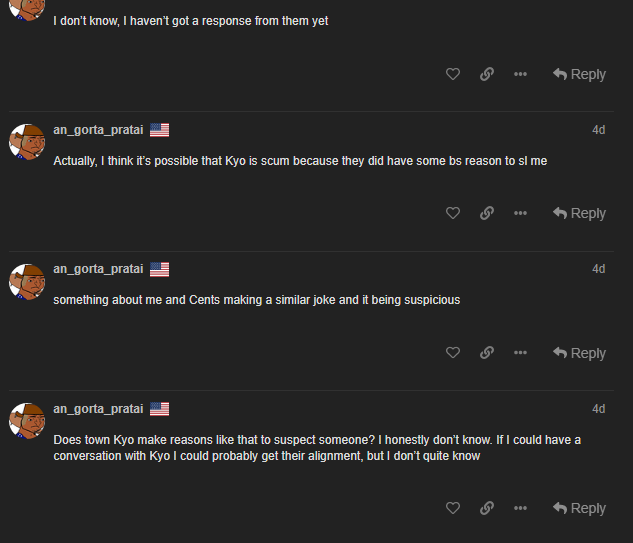 I don't know, I haven't got a response from them yet
Reply
an_gorta_pratai 4d
Actually, I think it's possible that Kyo is scum because they did have some bs reason to sl me
Reply
an_gorta_pratai 4d
something about me and Cents making a similar joke and it being suspicious
Reply
an_gorta_pratai 4d
Does town Kyo make reasons like that to suspect someone? I honestly don't know. If I could have a
conversation with Kyo I could probably get their alignment, but I don't quite know
Reply